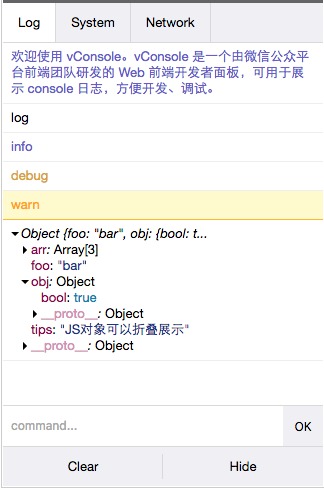 Log System Network
欢迎使用 vConsole。vConsole 是一个由微信公众平
台前端团队研发的 Web 前端开发者面板，可用于展
示 console 日志，方便开发、调试。
log
info
debug
warn
Object {foo: "bar", obj: {bool: t...
arr: Array[3]
foo: "bar"
obj: Object
bool: true
__proto__: Object
tips: "JS对象可以折叠展示"
__proto__: Object
command... OK
Clear Hide